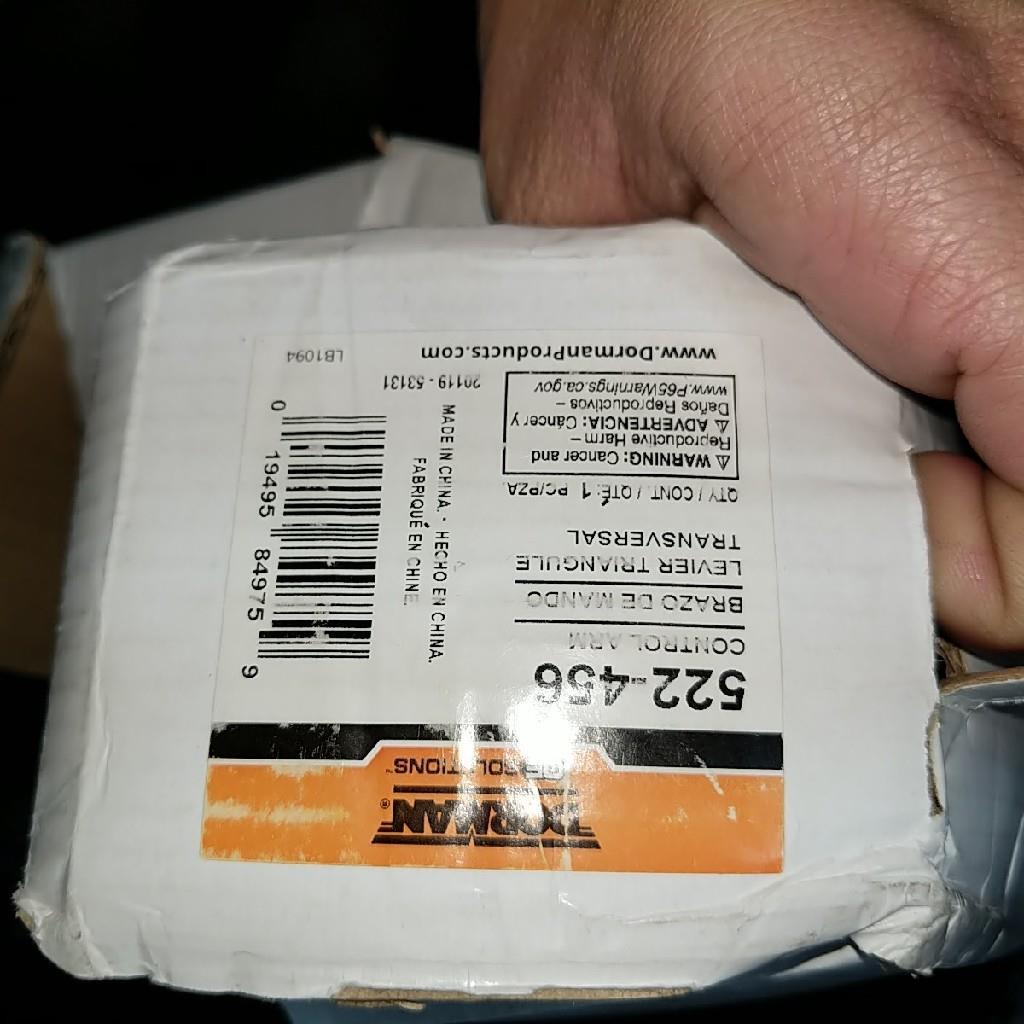 DORMAN®
OE SOLUTIONS™
522-456
CONTROL ARM
BRAZO DE MANDO
LEVIER TRIANGULE
TRANSVERSAL
QTY / CONT. / QTÉ: 1 PC/PZA.
⚠ WARNING: Cancer and
Reproductive Harm –
⚠ ADVERTENCIA: Cáncer y
Daños Reproductivos –
www.P65Warnings.ca.gov
www.DormanProducts.com
MADE IN CHINA. - HECHO EN CHINA.
FABRIQUÉ EN CHINE.
0 19495 84975 9
20119 - 53131
LB1094